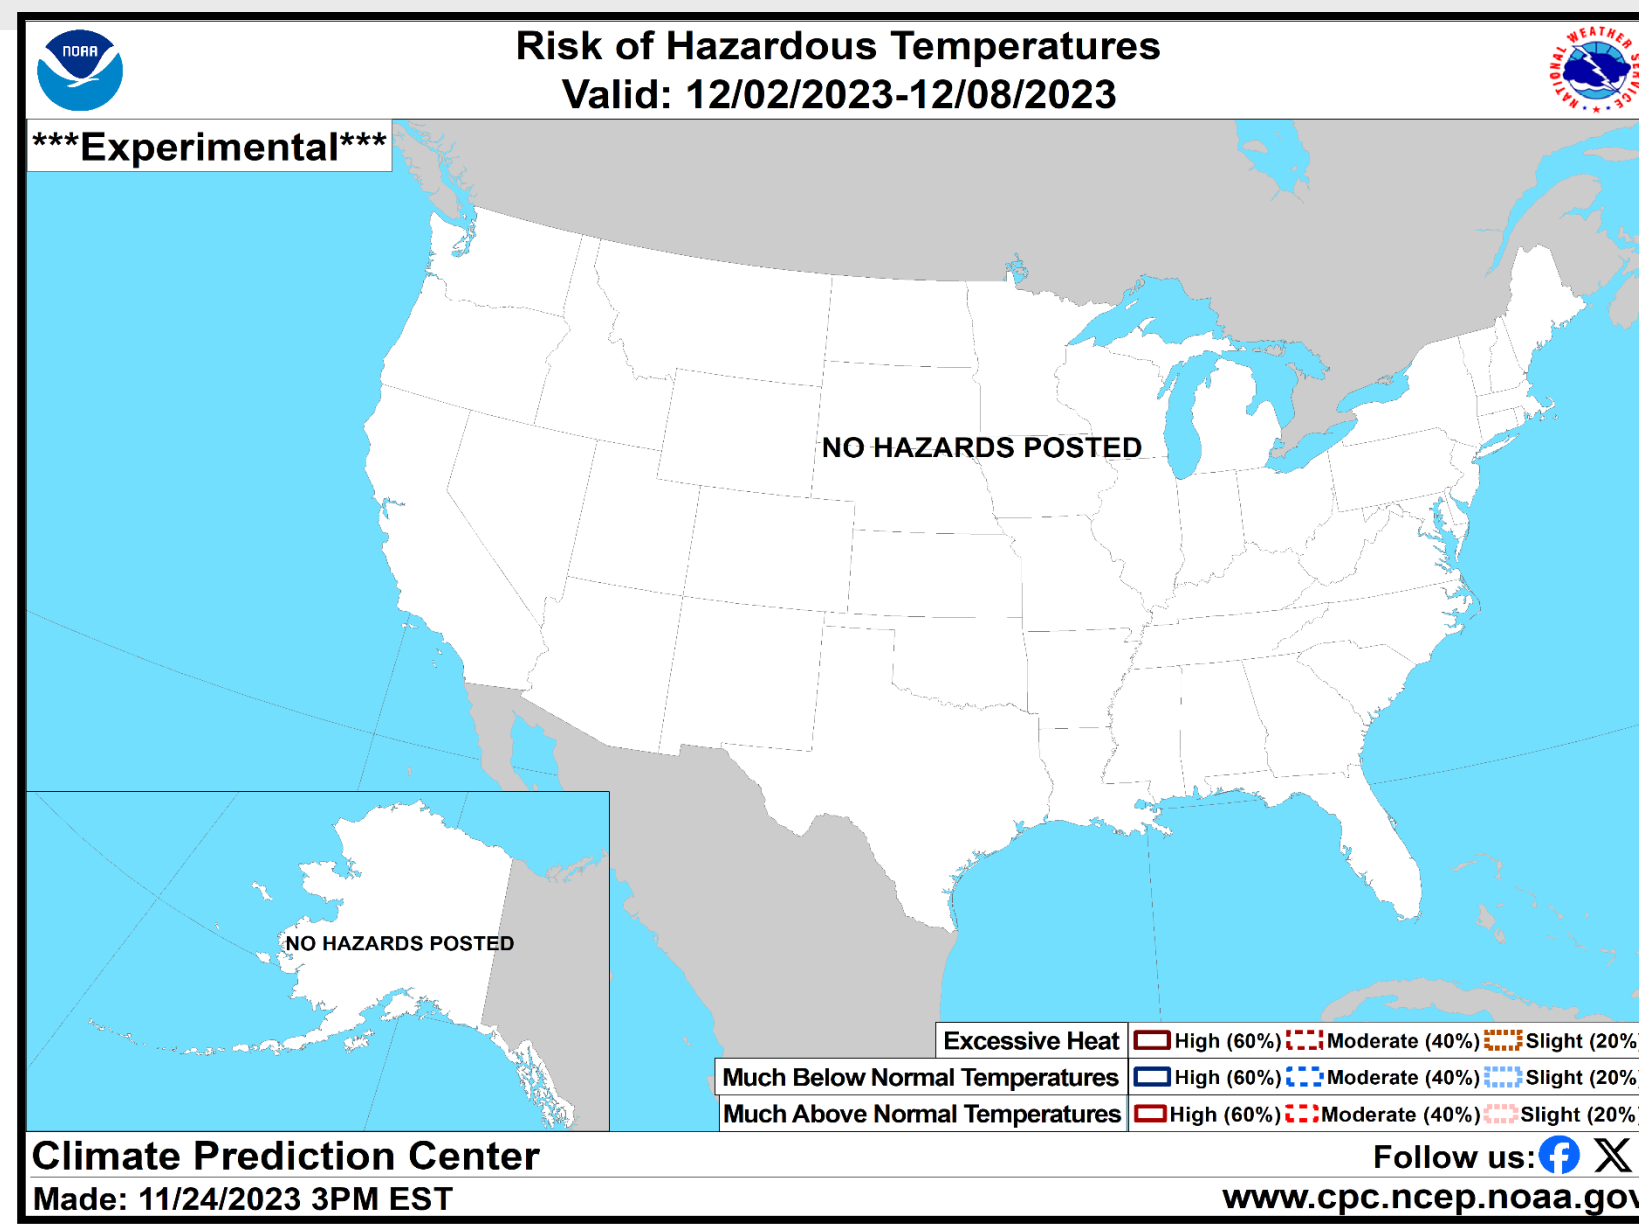 NOAA
Risk of Hazardous Temperatures
Valid: 12/02/2023-12/08/2023
NATIONAL WEATHER SERVICE
***Experimental***
NO HAZARDS POSTED
NO HAZARDS POSTED
Excessive Heat High (60%) Moderate (40%) Slight (20%)
Much Below Normal Temperatures High (60%) Moderate (40%) Slight (20%)
Much Above Normal Temperatures High (60%) Moderate (40%) Slight (20%)
Climate Prediction Center
Follow us:
Made: 11/24/2023 3PM EST
www.cpc.ncep.noaa.gov